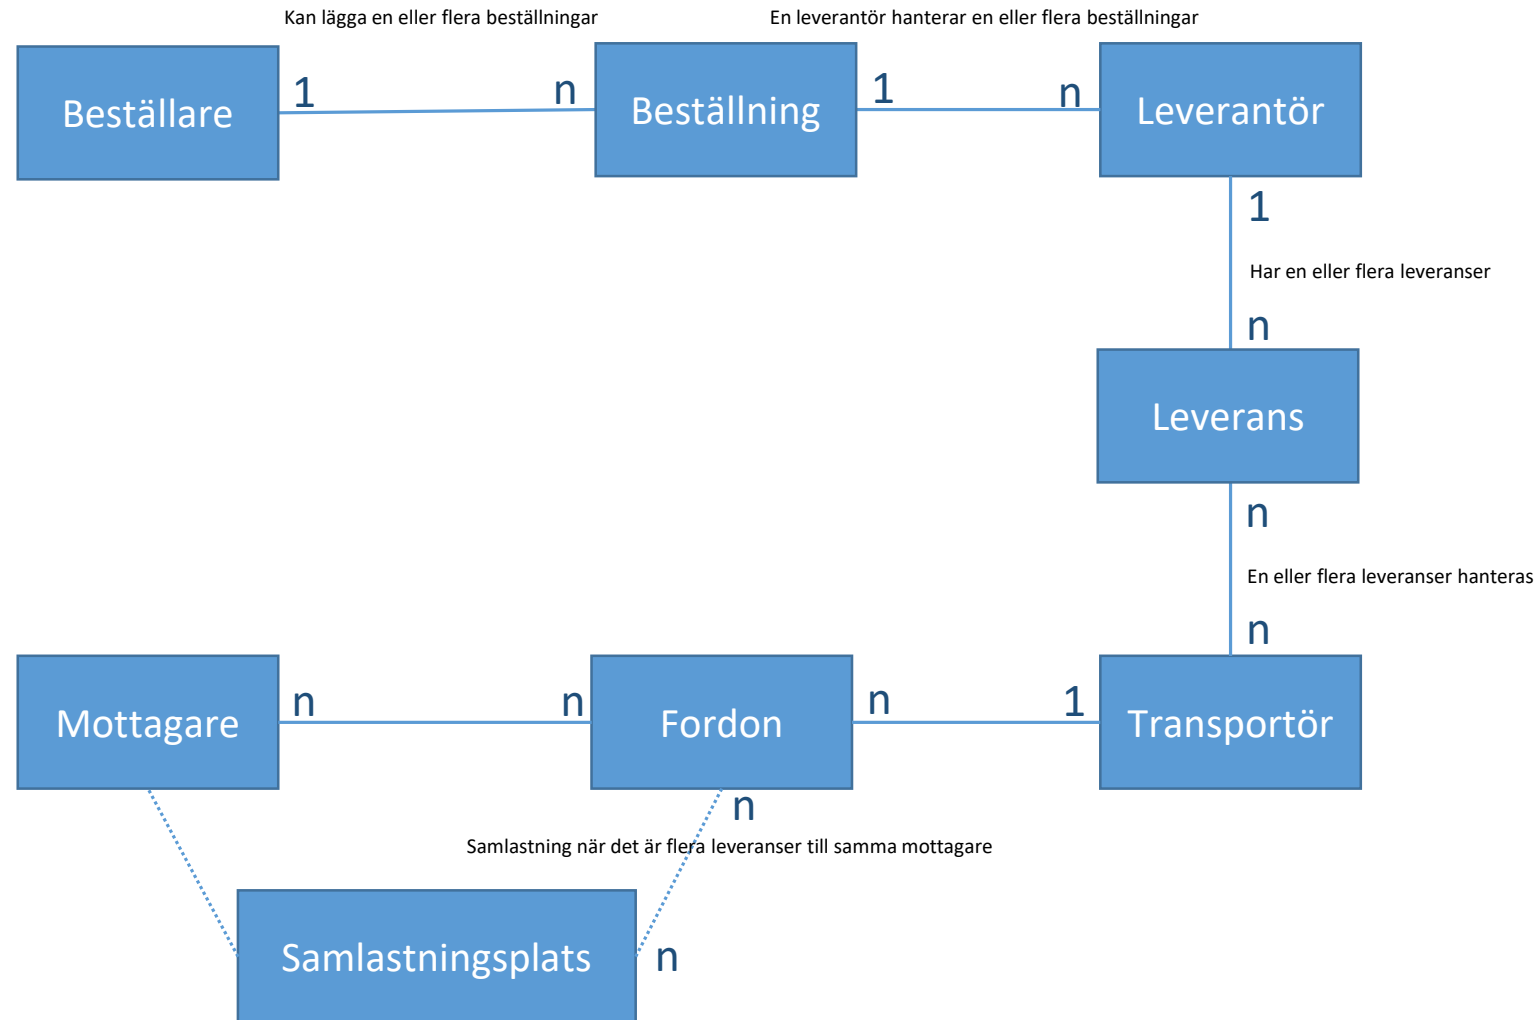 Kan lägga en eller flera beställningar
En leverantör hanterar en eller flera beställningar
Beställare
1
n
Beställning
1
n
Leverantör
1
Har en eller flera leveranser
n
Leverans
n
En eller flera leveranser hanteras
n
Mottagare
n
n
Fordon
n
1
Transportör
n
Samlastning när det är flera leveranser till samma mottagare
Samlastningsplats
n